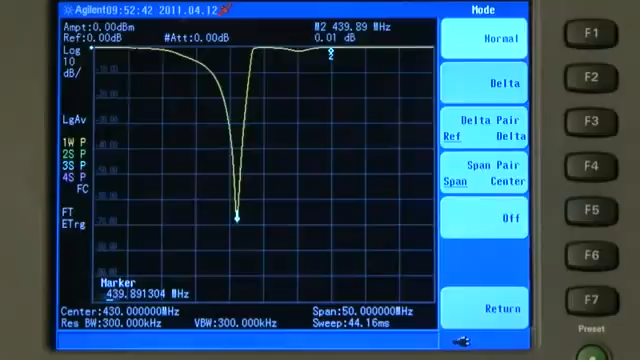 Agilent 09:52:42 2011.04.12
Mode
Ampt:0.00dBm
M2 439.89 MHz
Ref:0.00dB
#Att:0.00dB
0.01 dB
Log
10
dB/
2
LgAv
1W P
2S P
3S P
4S P
FC
FT
ETrg
Marker
439.891304 MHz
Center:430.000000MHz
Span:50.000000MHz
Res BW:300.000kHz
VBW:300.000kHz
Sweep:44.16ms
Normal
Delta
Delta Pair
Ref Delta
Span Pair
Span Center
Off
Return
F1
F2
F3
F4
F5
F6
F7
Preset